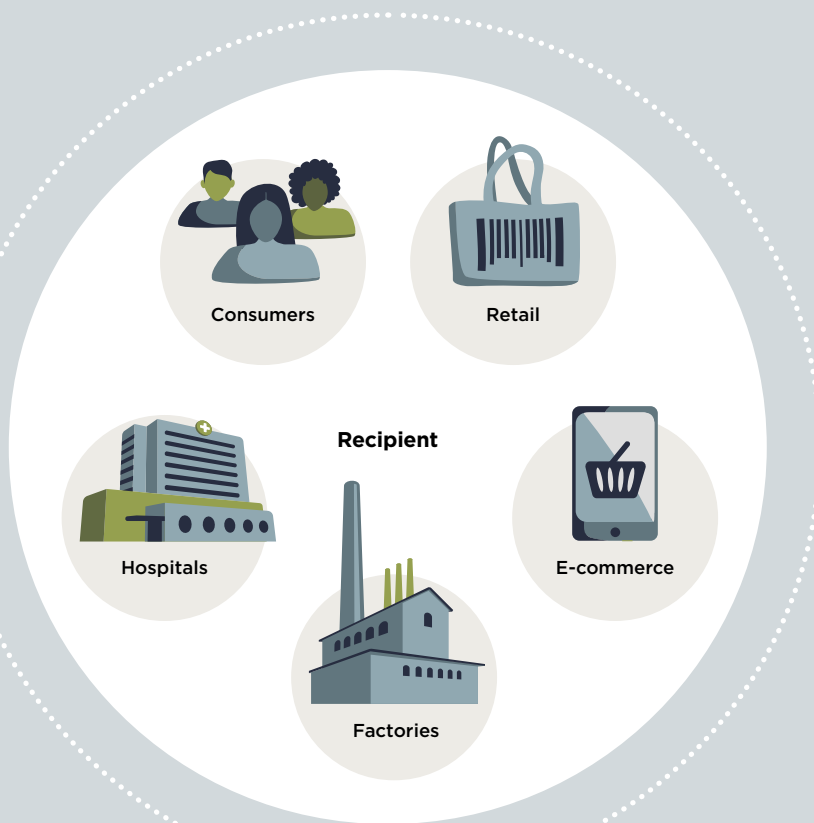 Consumers
Retail
Recipient
Hospitals
E-commerce
Factories